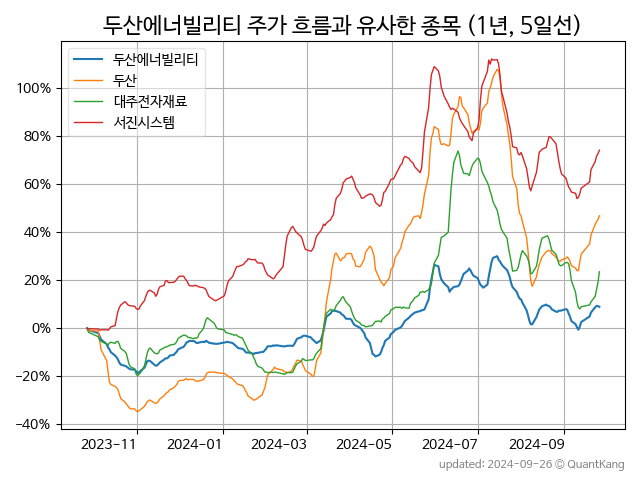 두산에너빌리티 주가 흐름과 유사한 종목 (1년, 5일선)
두산에너빌리티
두산
대주전자재료
서진시스템
100%
80%
60%
40%
20%
0%
−20%
−40%
2023-11 2024-01 2024-03 2024-05 2024-07 2024-09
updated: 2024-09-26 © QuantKang